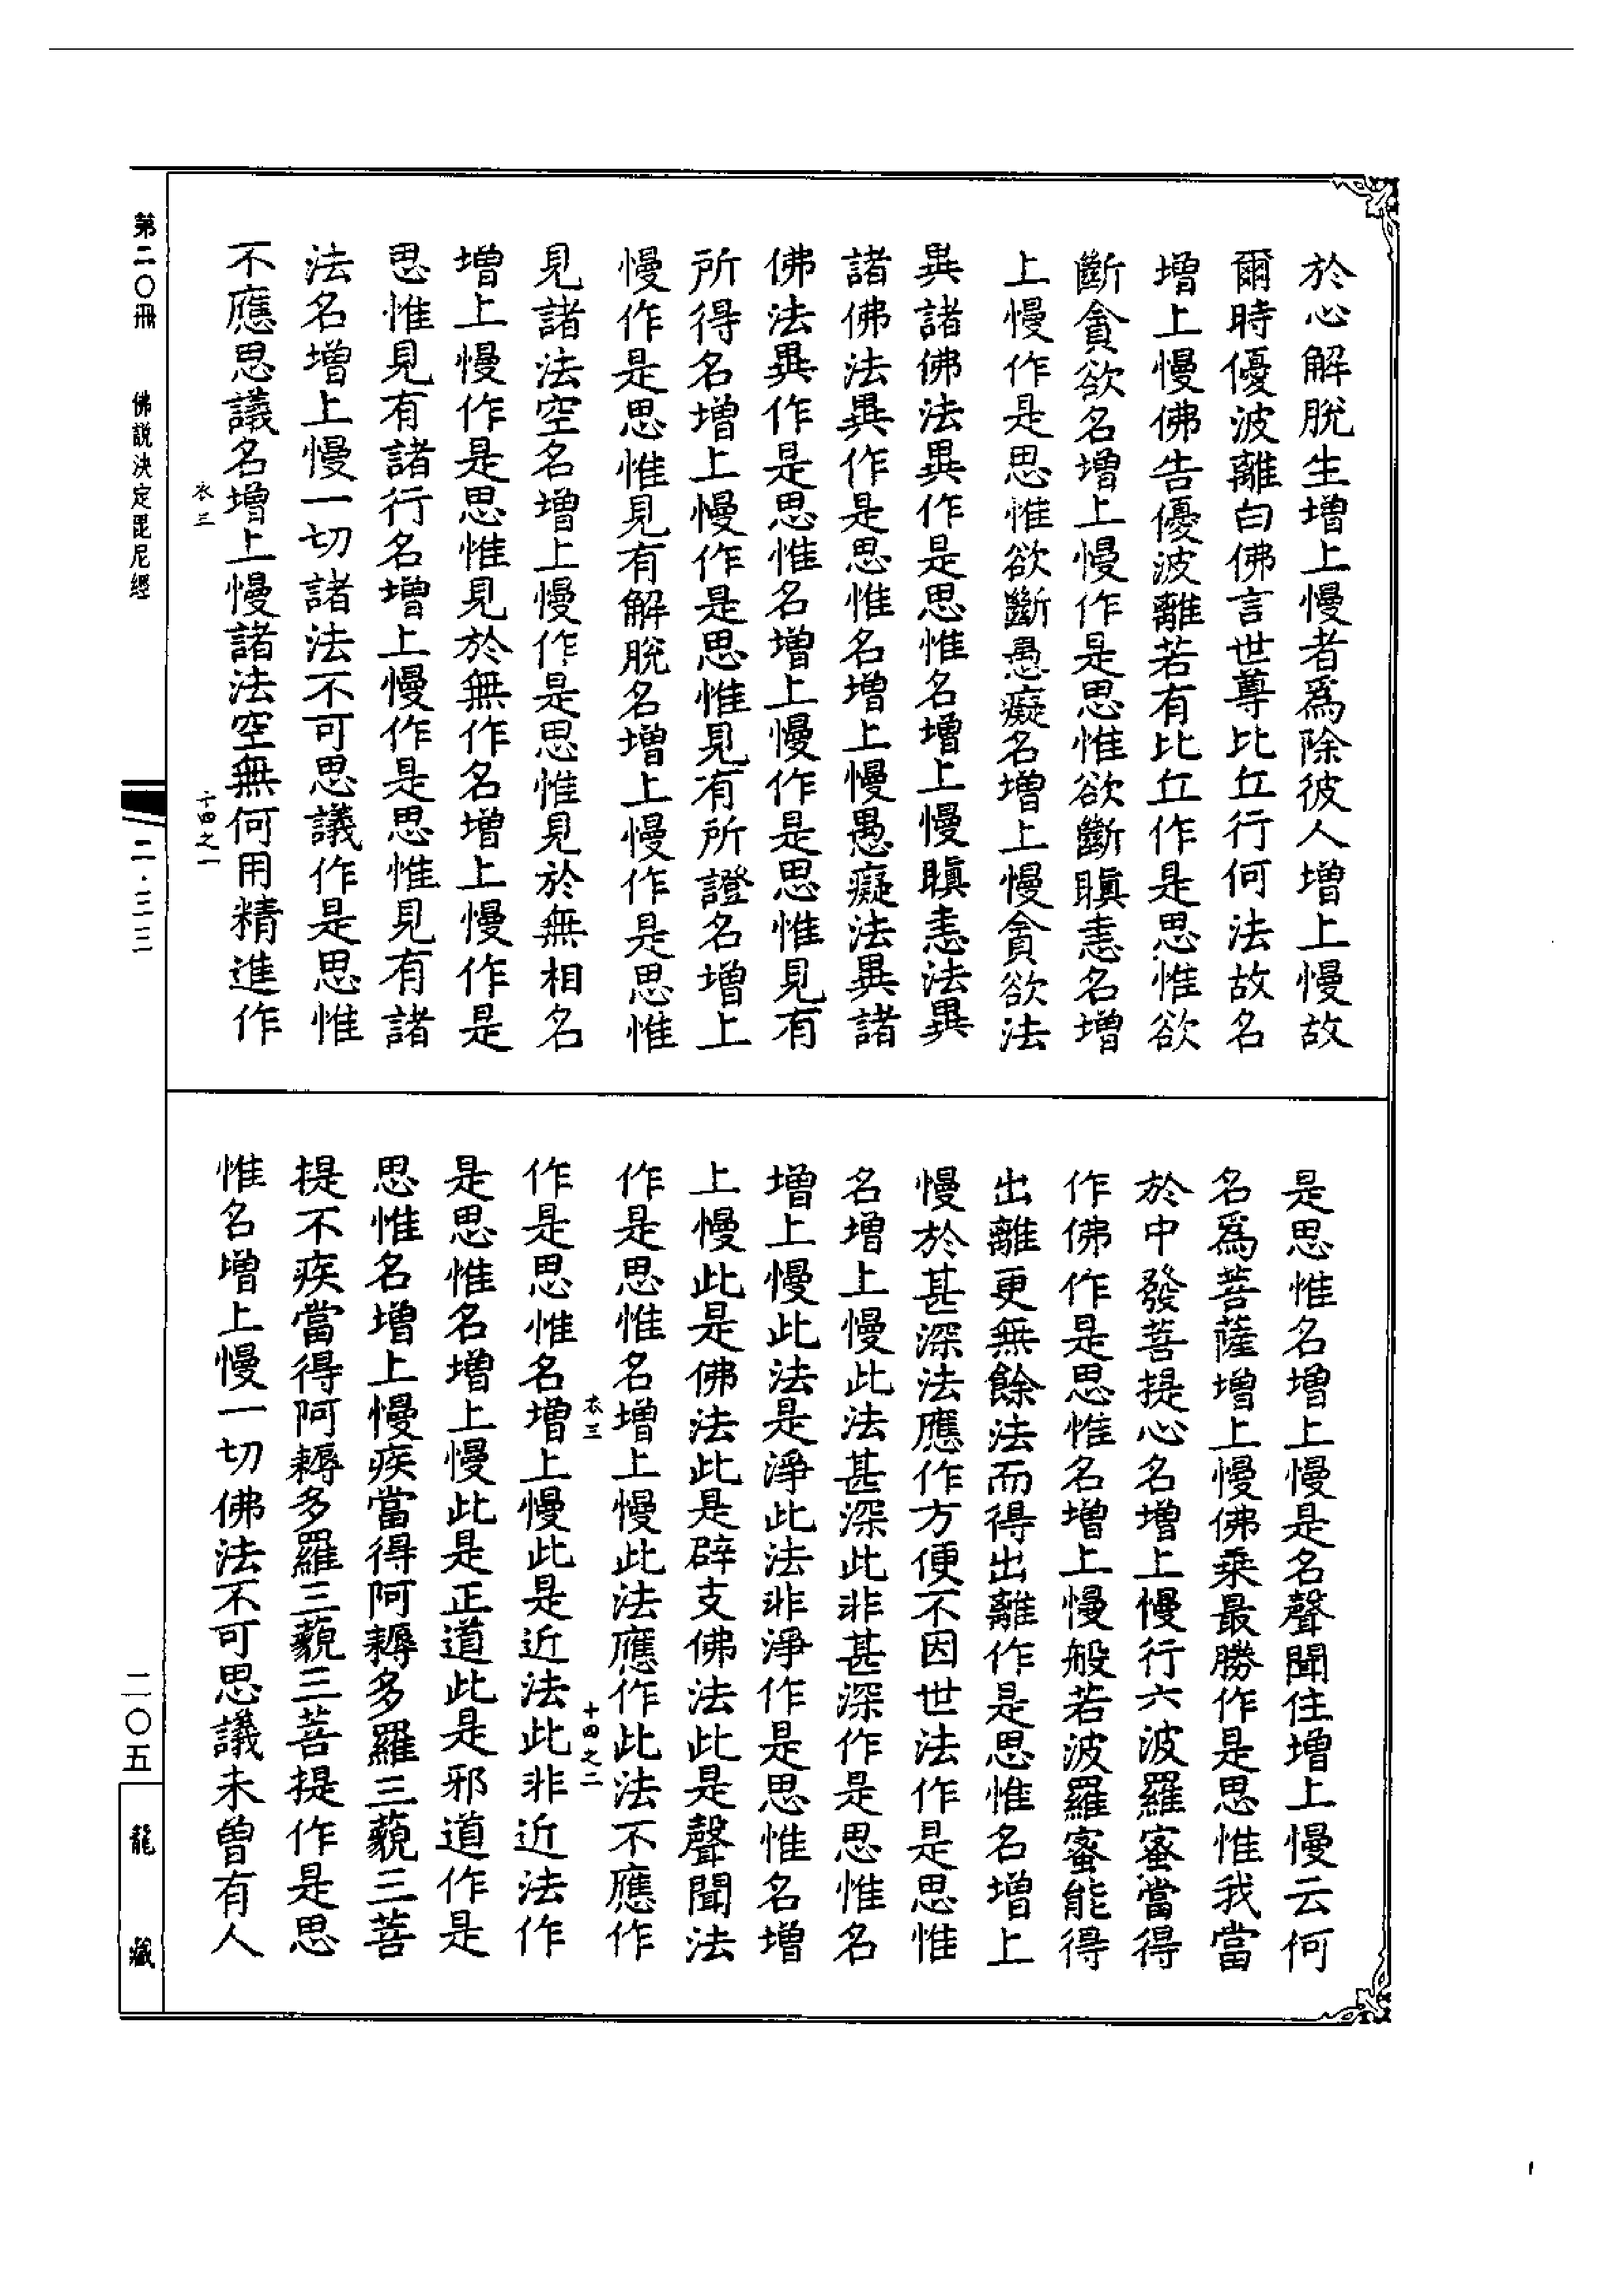 於心解脫生增上慢者爲除彼人增上慢故
爾時優波離白佛言世尊比丘行何法故名
增上慢佛告優波離若有比丘作是思惟欲
斷貪欲名增上慢作是思惟欲斷瞋恚名增
上慢作是思惟欲斷愚癡名增上慢貪欲法
異諸佛法異作是思惟名增上慢瞋恚法異
諸佛法異作是思惟名增上慢愚癡法異諸
佛法異作是思惟名增上慢作是思惟見有
所得名增上慢作是思惟見有所證名增上
慢作是思惟見有解脫名增上慢作是思惟
見諸法空名增上慢作是思惟見於無相名
增上慢作是思惟見於無作名增上慢作是
思惟見有諸行名增上慢作是思惟見有諸
法名增上慢一切諸法不可思議作是思惟
不應思議名增上慢諸法空無何用精進作
衣三
十四之一
是思惟名增上慢是名聲聞住增上慢云何
名爲菩薩增上慢佛乘最勝作是思惟我當
於中發菩提心名增上慢行六波羅蜜當得
作佛作是思惟名增上慢般若波羅蜜能得
出離更無餘法而得出離作是思惟名增上
慢於甚深法應作方便不因世法作是思惟
名增上慢此法甚深此非甚深作是思惟名
增上慢此法是淨此法非淨作是思惟名增
上慢此是佛法此是辟支佛法此是聲聞法
作是思惟名增上慢此法應作此法不應作
衣三
十四之二
作是思惟名增上慢此是近法此非近法作
是思惟名增上慢此是正道此是邪道作是
思惟名增上慢疾當得阿耨多羅三藐三菩
提不疾當得阿耨多羅三藐三菩提作是思
惟名增上慢一切佛法不可思議未曾有人
第二〇冊
佛説決定毘尼經
二·三三
二〇五
龍藏